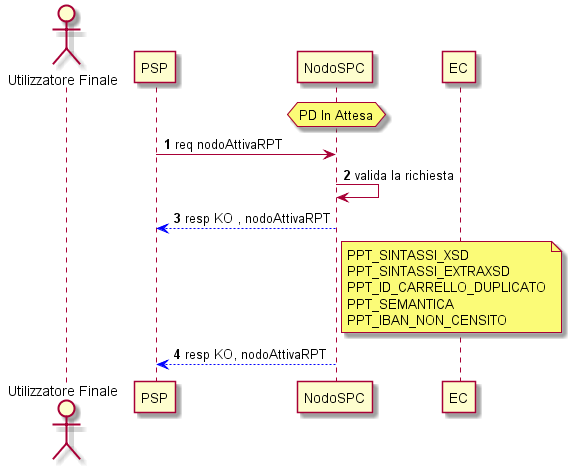 Utilizzatore Finale
PSP
NodoSPC
EC
PD In Attesa
1 req nodoAttivaRPT
2 valida la richiesta
3 resp KO , nodoAttivaRPT
PPT_SINTASSI_XSD
PPT_SINTASSI_EXTRAXSD
PPT_ID_CARRELLO_DUPLICATO
PPT_SEMANTICA
PPT_IBAN_NON_CENSITO
4 resp KO, nodoAttivaRPT
Utilizzatore Finale
PSP
NodoSPC
EC